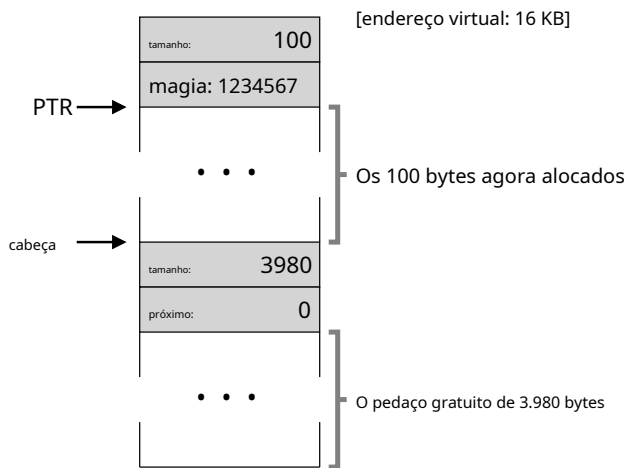 [endereço virtual: 16 KB]
tamanho: 100
magia: 1234567
PTR
• • •
Os 100 bytes agora alocados
cabeça
tamanho: 3980
próximo: 0
• • •
O pedaço gratuito de 3.980 bytes